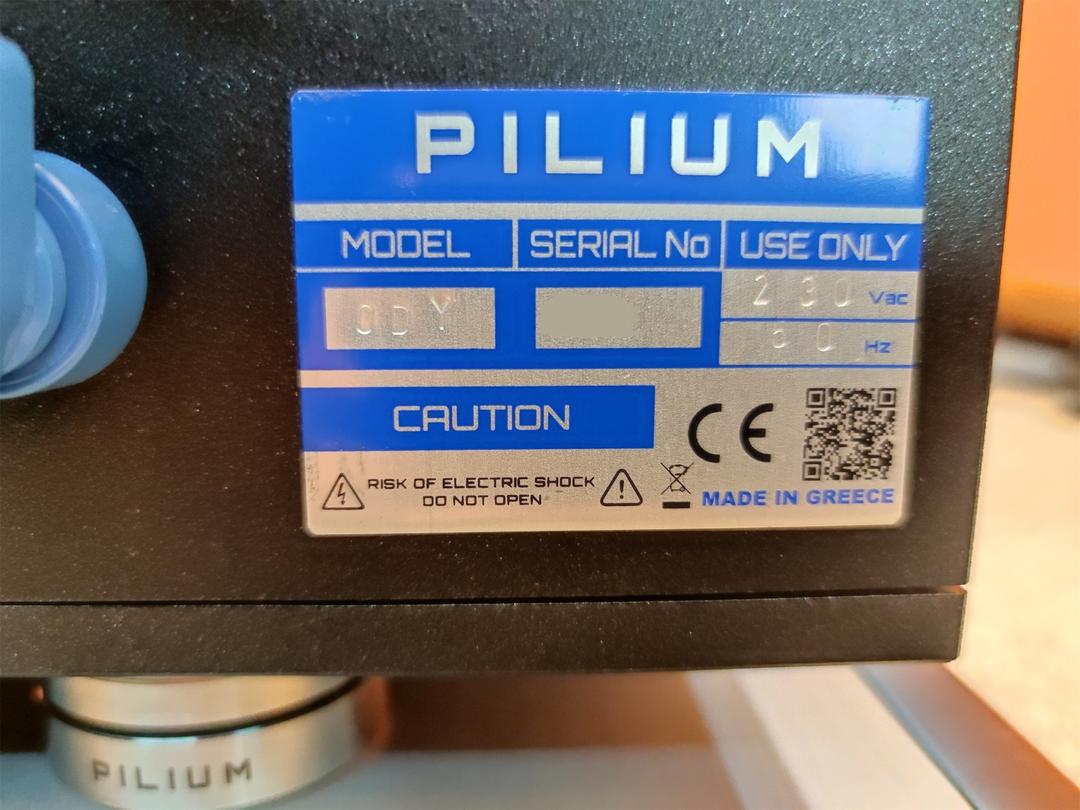 PILIUM
MODEL SERIAL No USE ONLY
ODY 230 Vac
Hz
CAUTION
CE
RISK OF ELECTRIC SHOCK
DO NOT OPEN
MADE IN GREECE
PILIUM